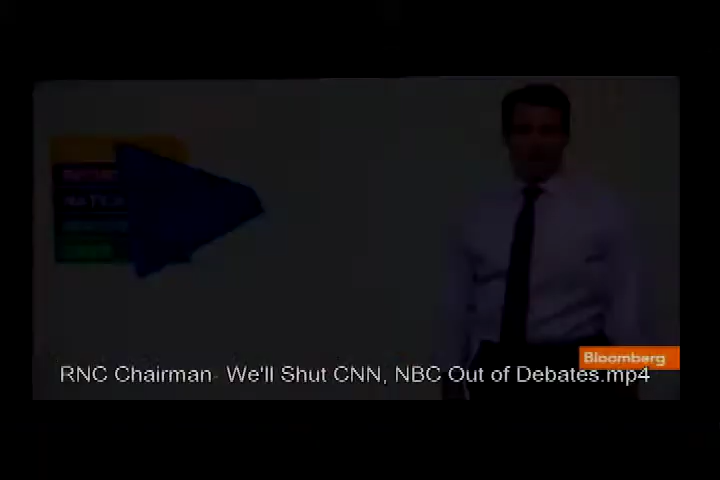 Bloomberg
RNC Chairman- We'll Shut CNN, NBC Out of Debates.mp4